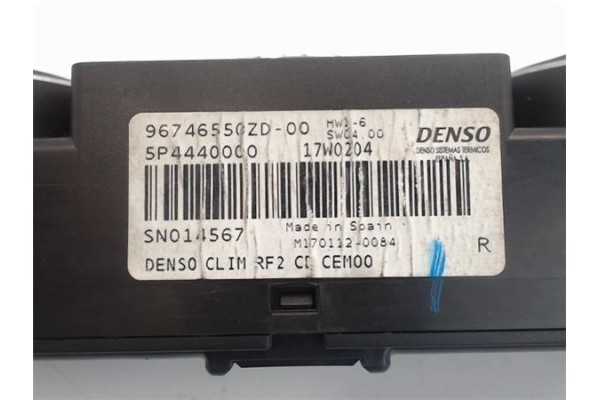 96746550ZD-00 HW1-6
SW04.00
5P4440000 17W0204
DENSO
DENSO SISTEMAS TERMICOS
ESPAÑA, S.A.
SN014567 Made in Spain
M170112-0084 R
DENSO CLIM RF2 CD CEM00